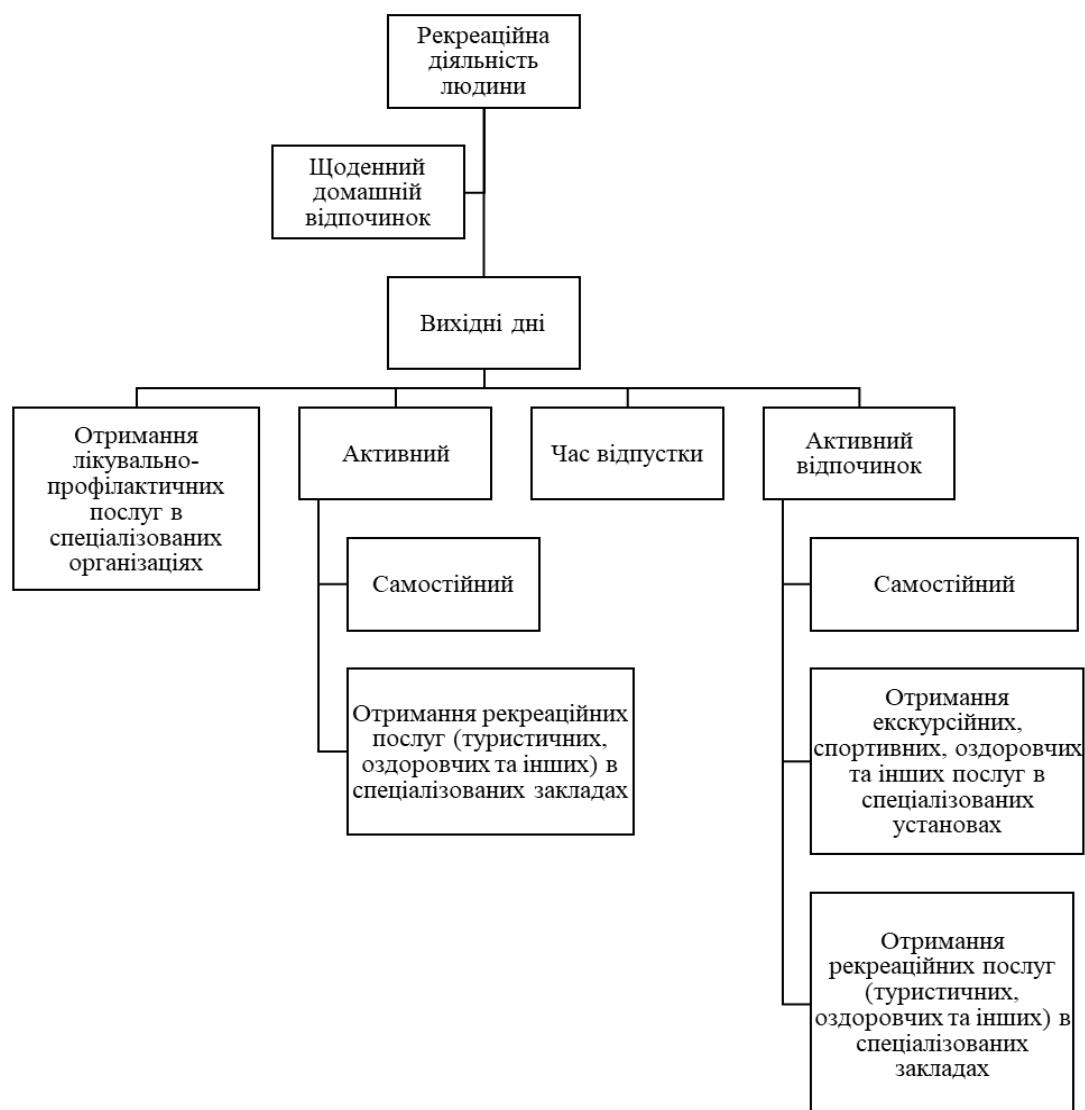 Рекреаційна
діяльність
людини
Щоденний
домашній
відпочинок
Вихідні дні
Отримання
лікувально-
профілактичних
послуг в
спеціалізованих
організаціях
Активний
Час відпустки
Активний
відпочинок
Самостійний
Отримання рекреаційних
послуг (туристичних,
оздоровчих та інших) в
спеціалізованих закладах
Самостійний
Отримання
екскурсійних,
спортивних, оздоровчих
та інших послуг в
спеціалізованих
установах
Отримання
рекреаційних послуг
(туристичних,
оздоровчих та інших) в
спеціалізованих
закладах